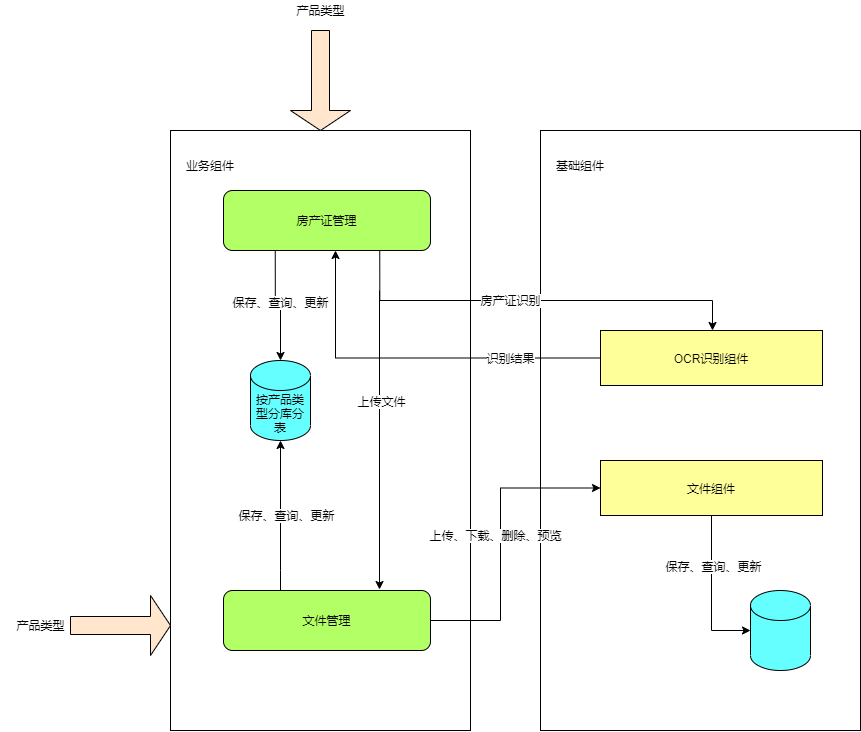 产品类型
业务组件
基础组件
房产证管理
保存、查询、更新
房产证识别
识别结果
OCR识别组件
按产品类
型分库分
表
上传文件
文件组件
保存、查询、更新
上传、下载、删除、预览
保存、查询、更新
产品类型
文件管理